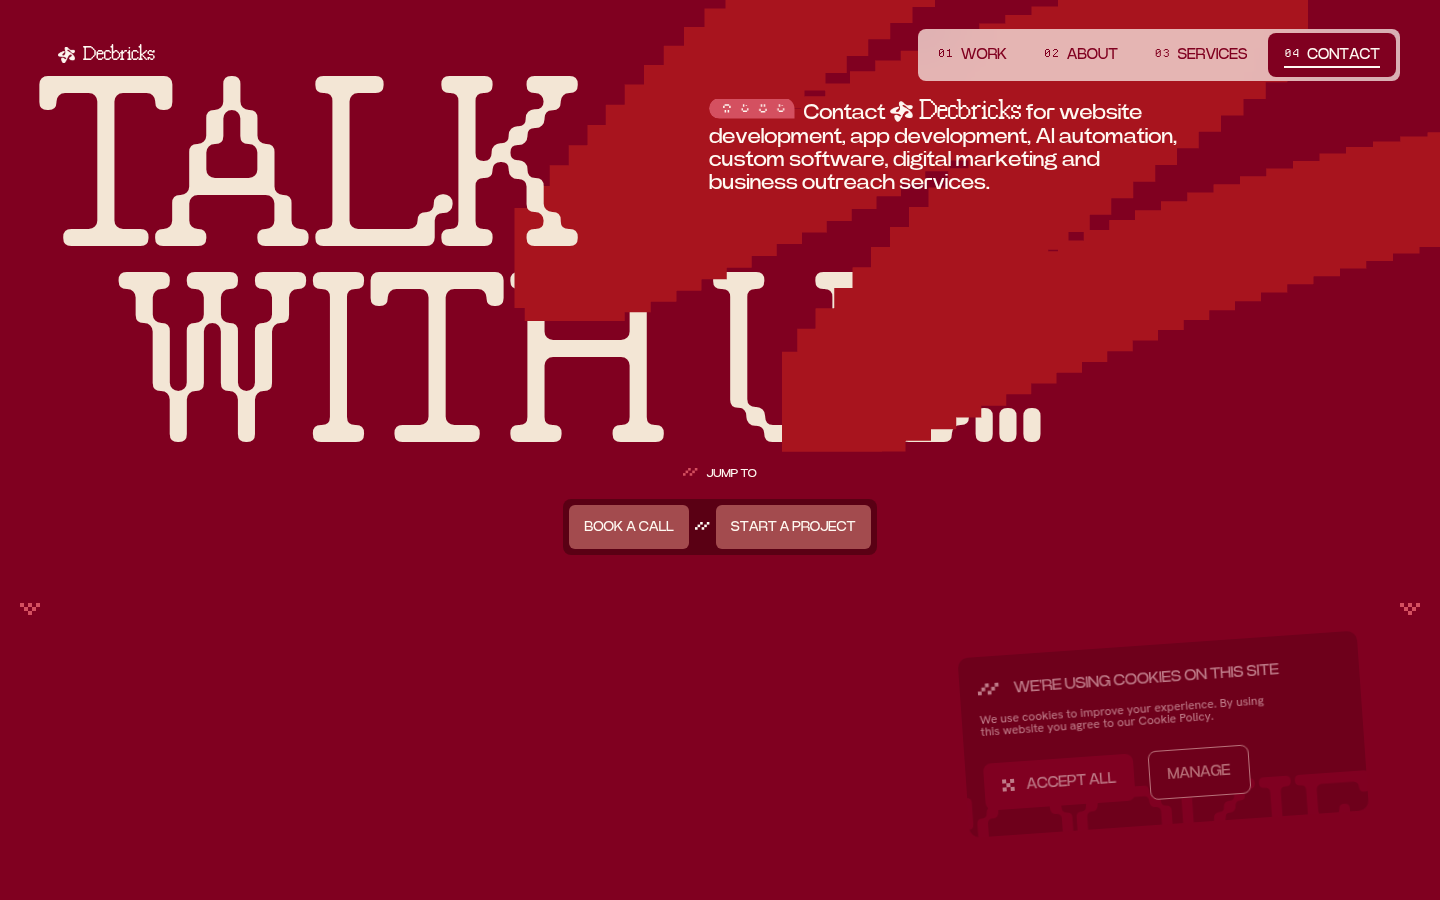 Decbricks
01 WORK
02 ABOUT
03 SERVICES
04 CONTACT
TALK
WITH U
Contact Decbricks for website
development, app development, AI automation,
custom software, digital marketing and
business outreach services.
JUMP TO
BOOK A CALL
START A PROJECT
WE'RE USING COOKIES ON THIS SITE
We use cookies to improve your experience. By using
this website you agree to our Cookie Policy.
ACCEPT ALL
MANAGE